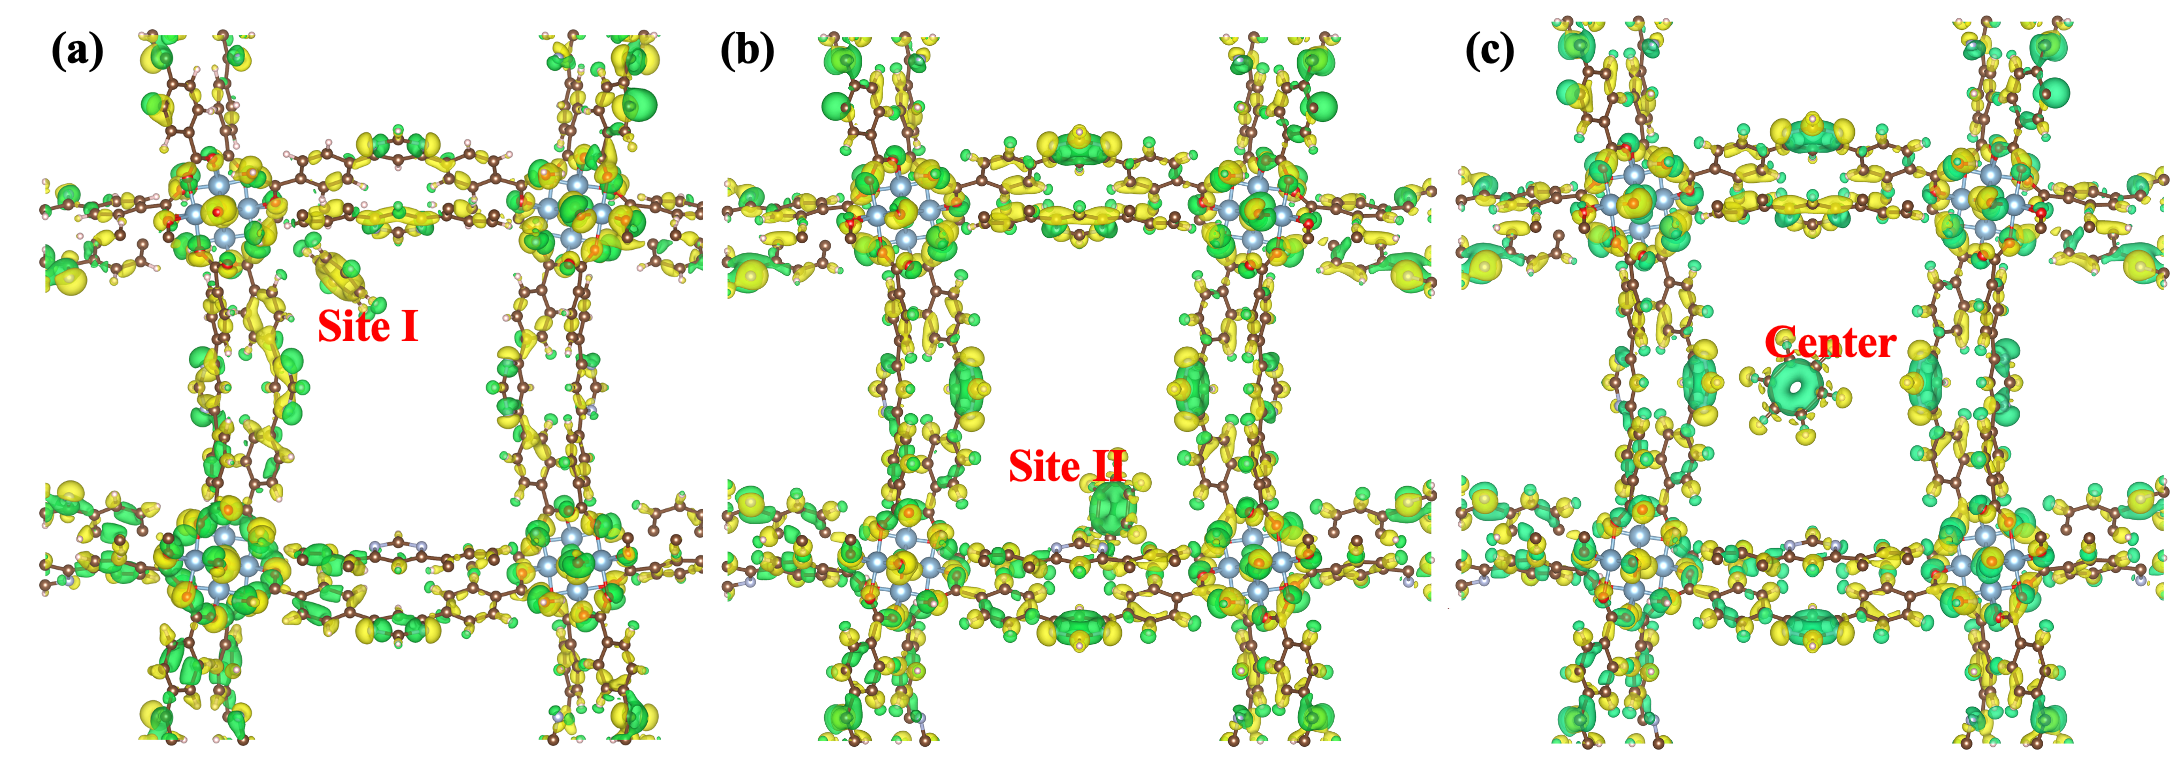 (a)
(b)
(c)
Site I
Site II
Center